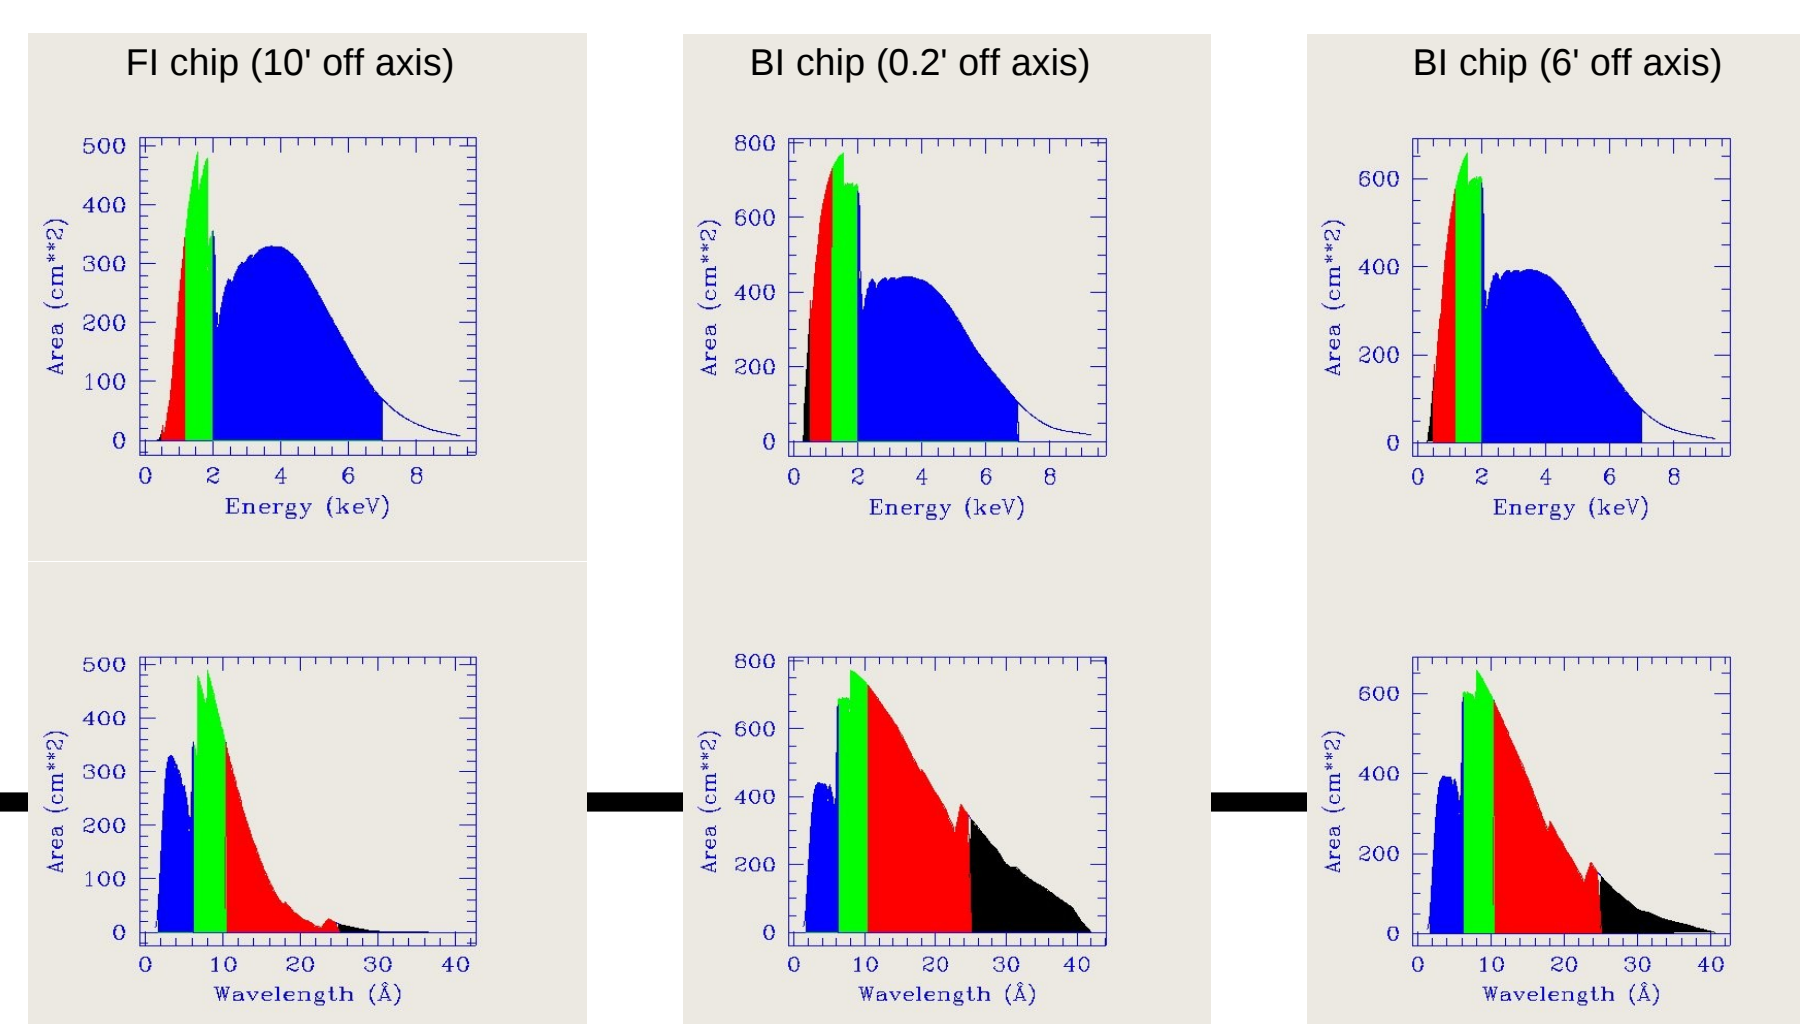 FI chip (10' off axis)
BI chip (0.2' off axis)
BI chip (6' off axis)
500
400
300
200
100
0
Area (cm**2)
0 2 4 6 8
Energy (keV)
800
600
400
200
0
Area (cm**2)
0 2 4 6 8
Energy (keV)
600
400
200
0
Area (cm**2)
0 2 4 6 8
Energy (keV)
500
400
300
200
100
0
Area (cm**2)
0 10 20 30 40
Wavelength (Å)
800
600
400
200
0
Area (cm**2)
0 10 20 30 40
Wavelength (Å)
600
400
200
0
Area (cm**2)
0 10 20 30 40
Wavelength (Å)